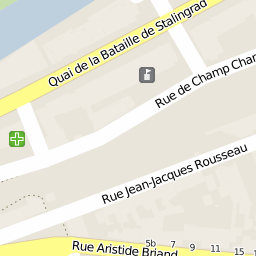 Quai de la Bataille de Stalingrad
Rue de Champ Char
Rue Jean-Jacques Rousseau
Rue Aristide Briand
5b 7 9 11 15